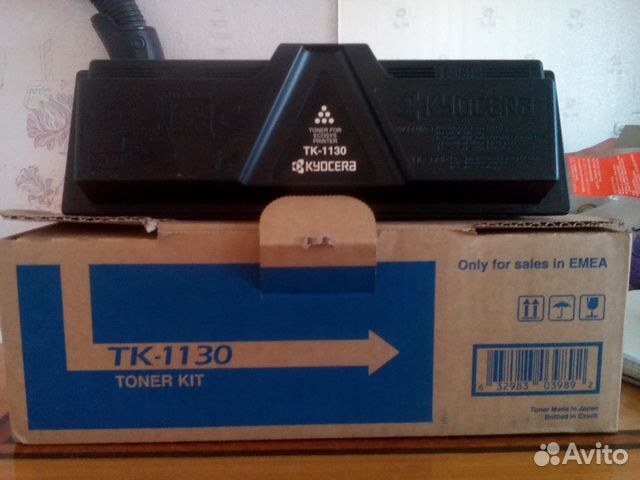 KYOCERA
TONER FOR
ECOSYS
PRINTER
TK-1130
KYOCERA
Only for sales in EMEA
TK-1130
TONER KIT
6 32983 03989 2
Toner Made in Japan
Bottled in Czech
Avito